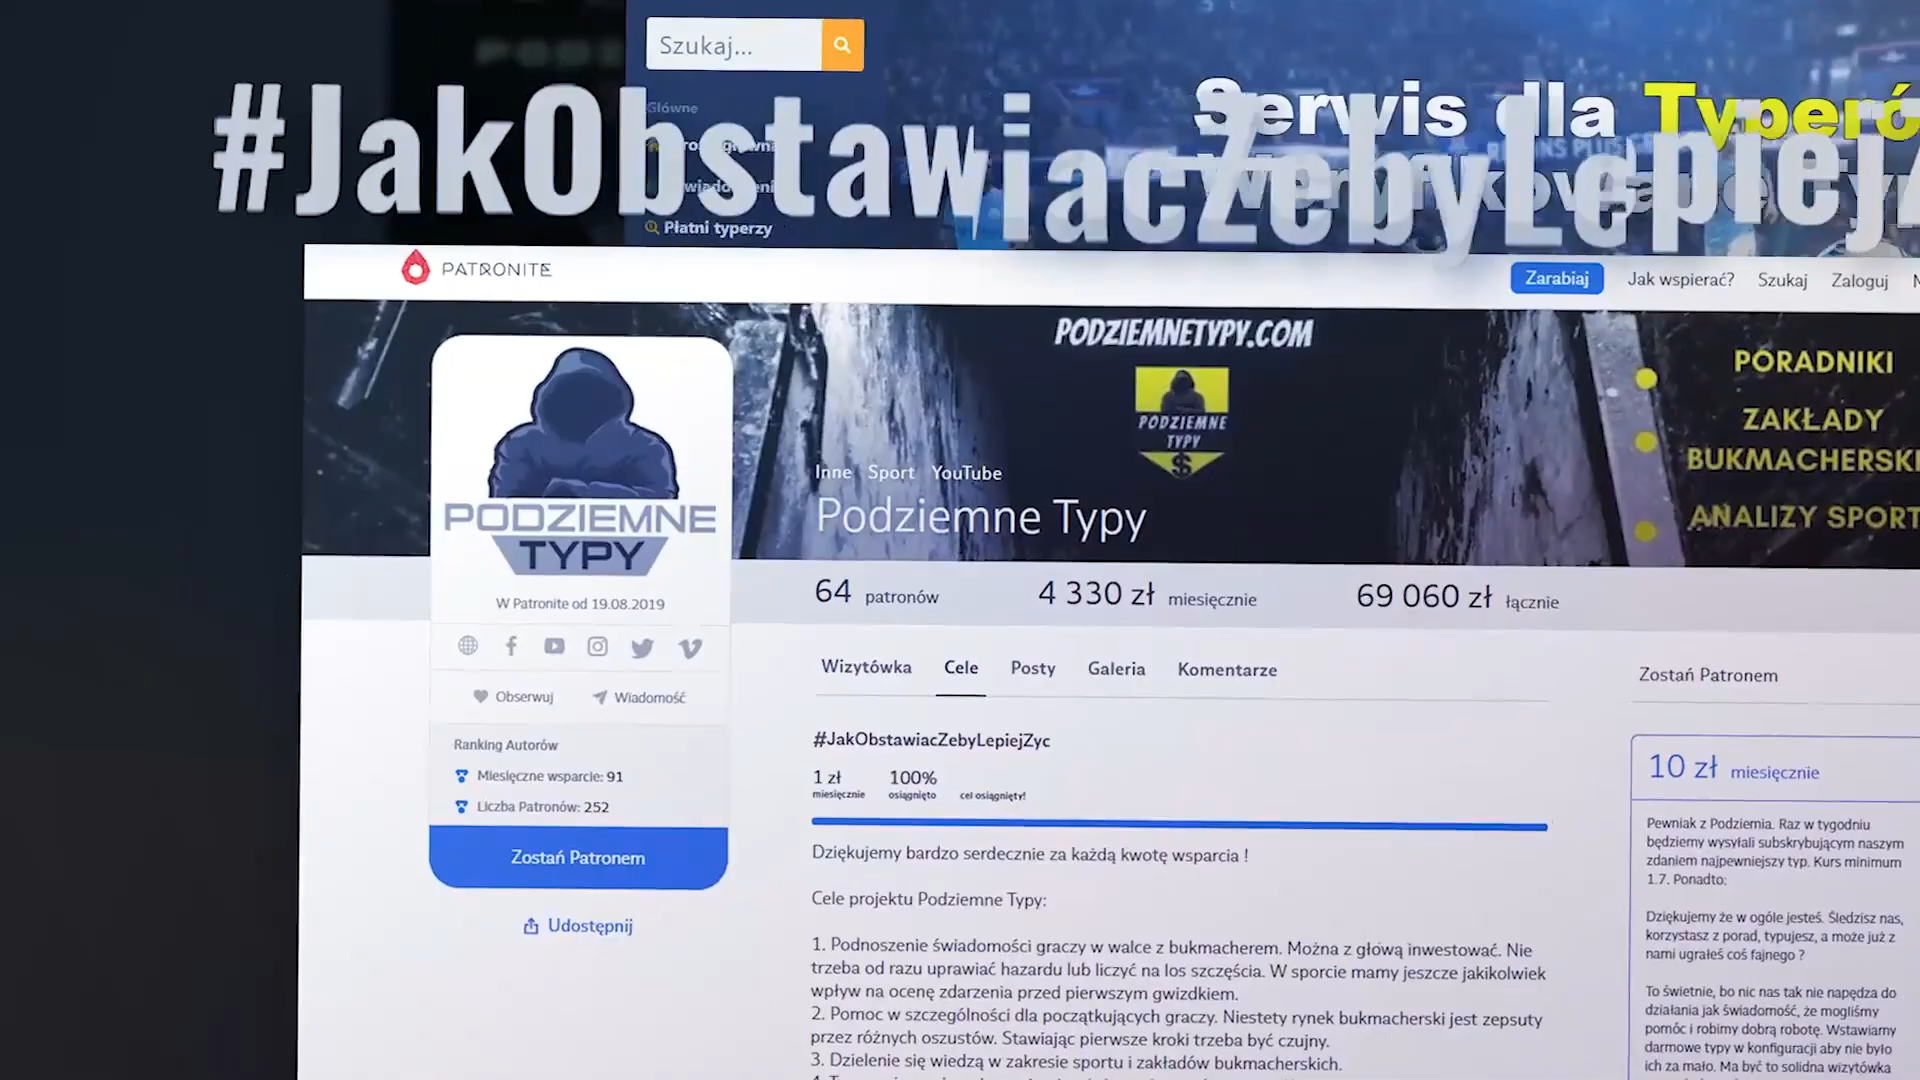 Szukaj...
Główne
Płatni typerzy
Serwis dla Typeró
#JakObstawiacZebyLepiejZ
PATRONITE
Zarabiaj
Jak wspierać?
Szukaj
Zaloguj
PODZIEMNETYPY.COM
PODZIEMNE
TYPY
$
PORADNIKI
ZAKŁADY
BUKMACHERSKI
ANALIZY SPORT
Inne Sport YouTube
Podziemne Typy
PODZIEMNE
TYPY
W Patronite od 19.08.2019
Obserwuj
Wiadomość
Ranking Autorów
Miesięczne wsparcie: 91
Liczba Patronów: 252
Zostań Patronem
Udostępnij
64 patronów
4 330 zł miesięcznie
69 060 zł łącznie
Wizytówka
Cele
Posty
Galeria
Komentarze
#JakObstawiacZebyLepiejZyc
1 zł
miesięcznie
100%
osiągnięto
cel osiągnięty!
Dziękujemy bardzo serdecznie za każdą kwotę wsparcia !
Cele projektu Podziemne Typy:
1. Podnoszenie świadomości graczy w walce z bukmacherem. Można z głową inwestować. Nie
trzeba od razu uprawiać hazardu lub liczyć na los szczęścia. W sporcie mamy jeszcze jakikolwiek
wpływ na ocenę zdarzenia przed pierwszym gwizdkiem.
2. Pomoc w szczególności dla początkujących graczy. Niestety rynek bukmacherski jest zepsuty
przez różnych oszustów. Stawiając pierwsze kroki trzeba być czujny.
3. Dzielenie się wiedzą w zakresie sportu i zakładów bukmacherskich.
Zostań Patronem
10 zł miesięcznie
Pewniak z Podziemia. Raz w tygodniu
będziemy wysyłali subskrybującym naszym
zdaniem najpewniejszy typ. Kurs minimum
1.7. Ponadto:
Dziękujemy że w ogóle jesteś. Śledzisz nas,
korzystasz z porad, typujesz, a może już z
nami ugrałeś coś fajnego ?
To świetnie, bo nic nas tak nie napędza do
działania jak świadomość, że mogliśmy
pomóc i robimy dobrą robotę. Wstawiamy
darmowe typy w konfiguracji aby nie było
ich za mało. Ma być to solidna wizytówka